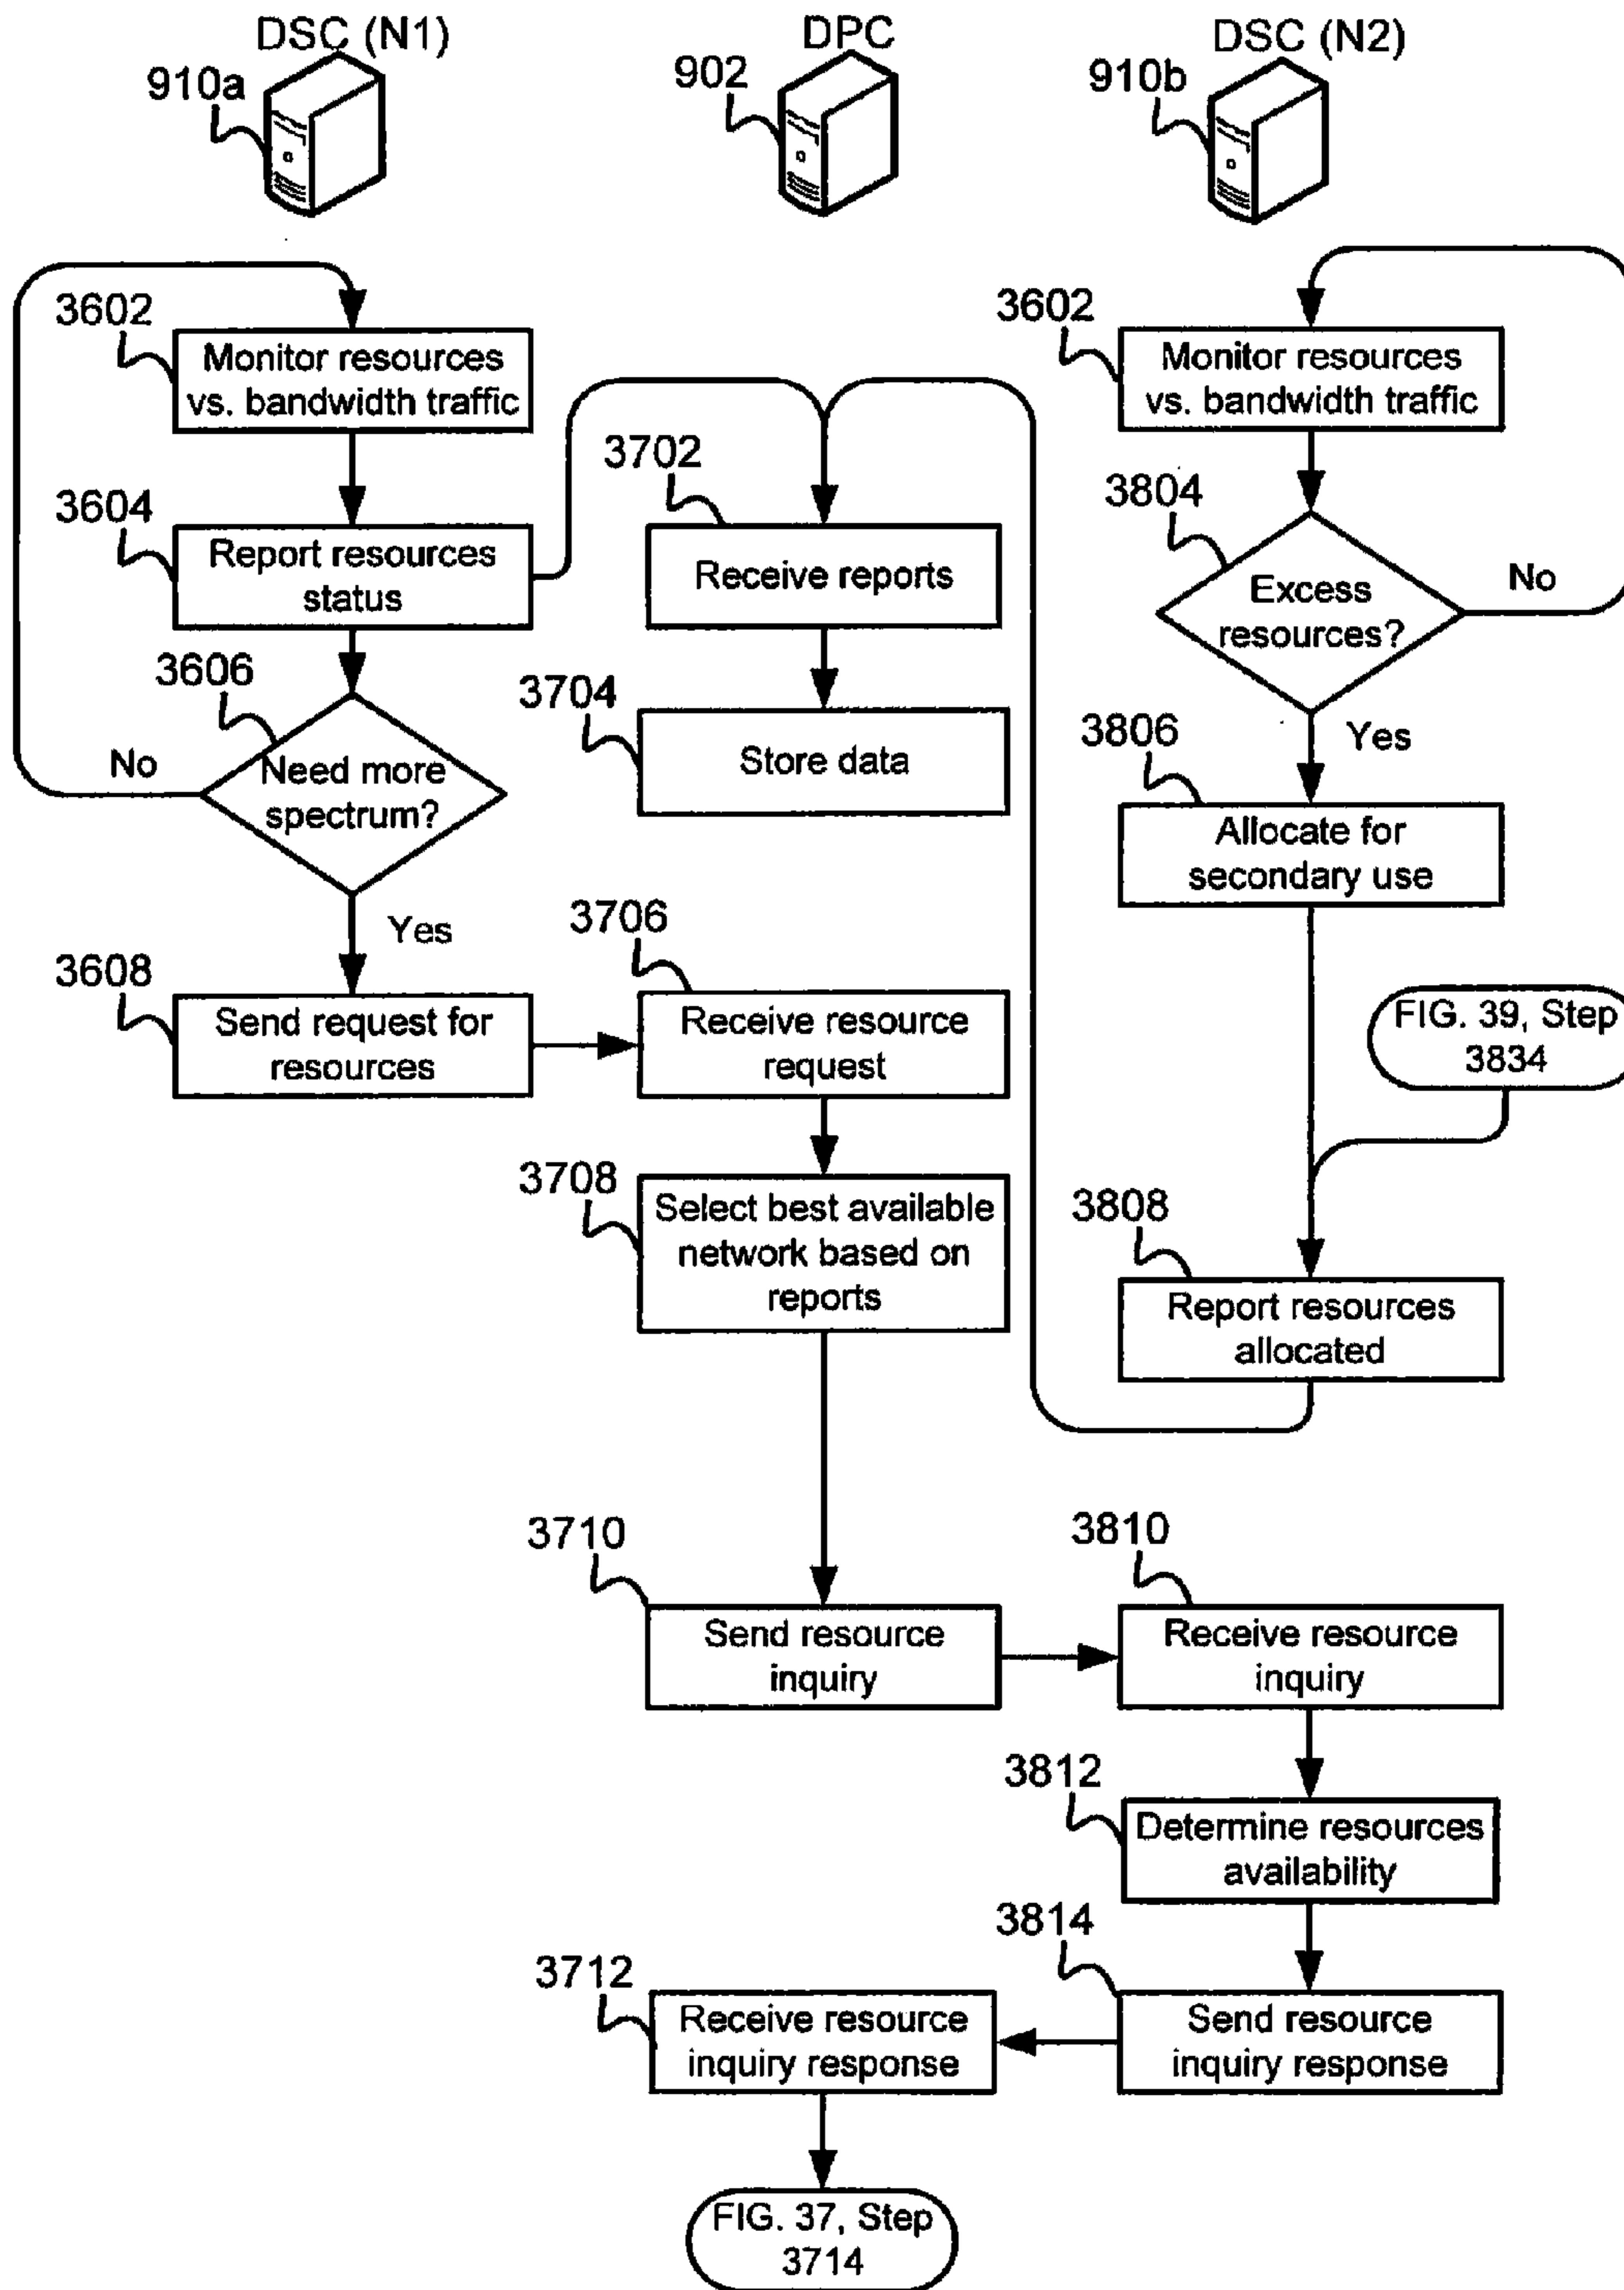 DSC (N1)
DPC
DSC (N2)
910a
902
910b
3602
Monitor resources
vs. bandwidth traffic
3602
Monitor resources
vs. bandwidth traffic
3604
Report resources
status
3702
Receive reports
3804
Excess
resources?
No
3606
Need more
spectrum?
No
Yes
3704
Store data
3806
Yes
Allocate for
secondary use
3608
Send request for
resources
3706
Receive resource
request
FIG. 39, Step
3834
3708
Select best available
network based on
reports
3808
Report resources
allocated
3710
Send resource
inquiry
3810
Receive resource
inquiry
3812
Determine resources
availability
3814
Send resource
inquiry response
3712
Receive resource
inquiry response
FIG. 37, Step
3714